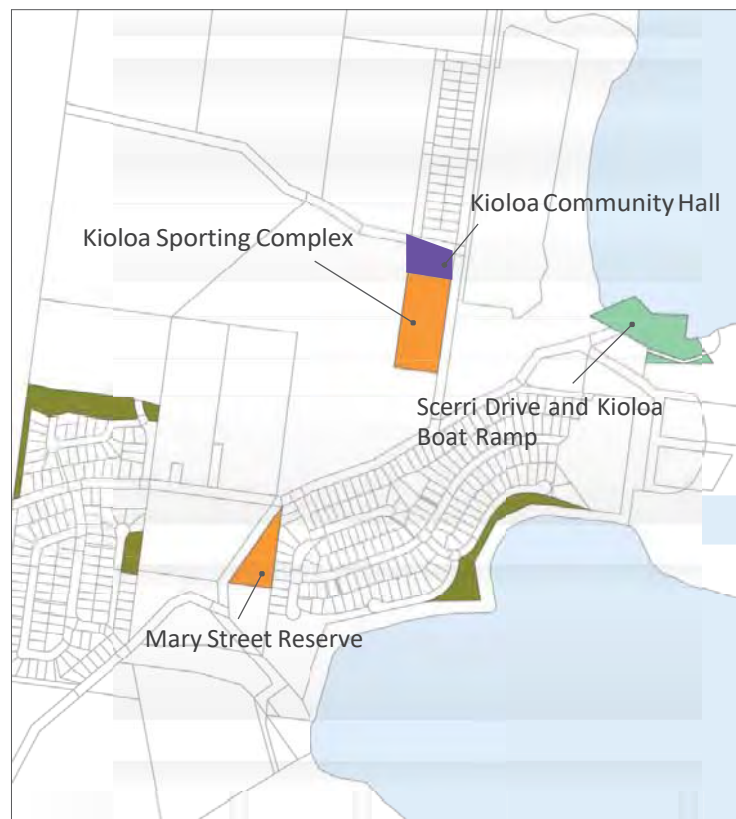 Kioloa Community Hall
Kioloa Sporting Complex
Scerri Drive and Kioloa
Boat Ramp
Mary Street Reserve